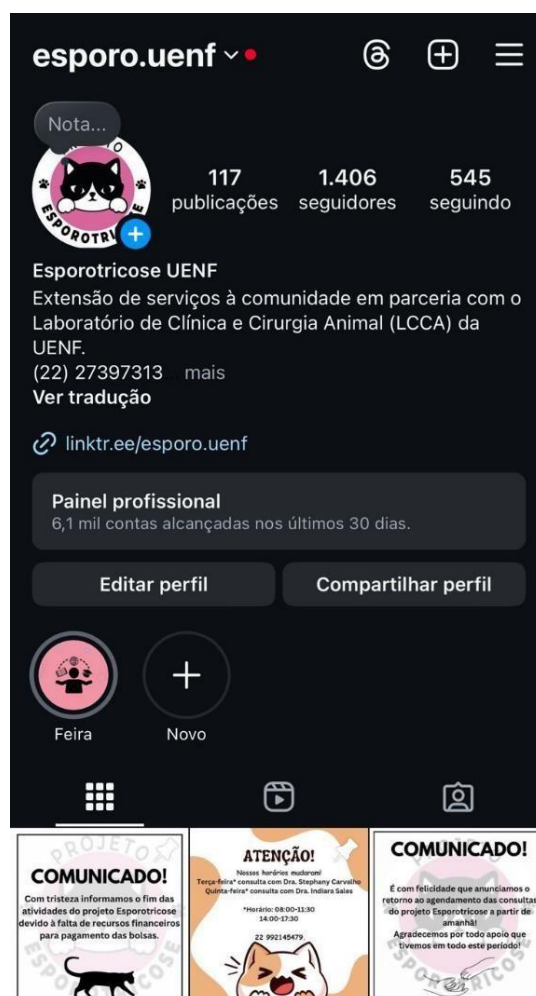 esporo.uenf
Nota...
PROJETO
ESPOROTRICOSE
117
publicações
1.406
seguidores
545
seguindo
Esporotricose UENF
Extensão de serviços à comunidade em parceria com o
Laboratório de Clínica e Cirurgia Animal (LCCA) da
UENF.
(22) 27397313 mais
Ver tradução
linktr.ee/esporo.uenf
Painel profissional
6,1 mil contas alcançadas nos últimos 30 dias.
Editar perfil
Compartilhar perfil
Feira
Novo
PROJETO
COMUNICADO!
Com tristeza informamos o fim das
atividades do projeto Esporotricose
devido à falta de recursos financeiros
para pagamento das bolsas.
ATENÇÃO!
Nossos horários mudaram!
Terça-feira* consulta com Dra. Stephany Carvalho
Quinta-feira* consulta com Dra. Indiara Sales
*Horário: 08:00-11:30
14:00-17:30
22 992145479
COMUNICADO!
É com felicidade que anunciamos o
retorno ao agendamento das consultas
do projeto Esporotricose a partir de
amanhã!
Agradecemos por todo apoio que
tivemos em todo este período!